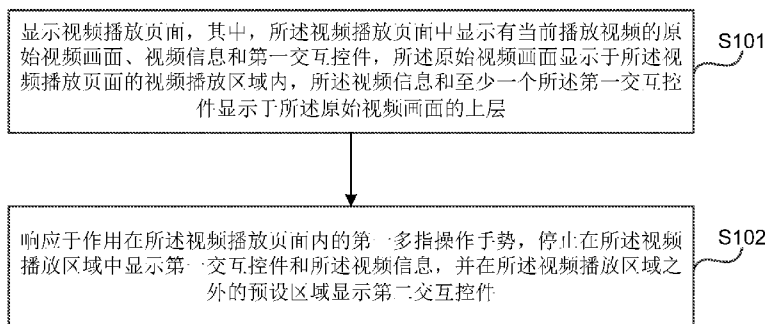 显示视频播放页面，其中，所述视频播放页面中显示有当前播放视频的原
始视频画面、视频信息和第一交互控件，所述原始视频画面显示于所述视
频播放页面的视频播放区域内，所述视频信息和至少一个所述第一交互控
件显示于所述原始视频画面的上层
S101
响应于作用在所述视频播放页面内的第一多指操作手势，停止在所述视频
播放区域中显示第一交互控件和所述视频信息，并在所述视频播放区域之
外的预设区域显示第二交互控件
S102